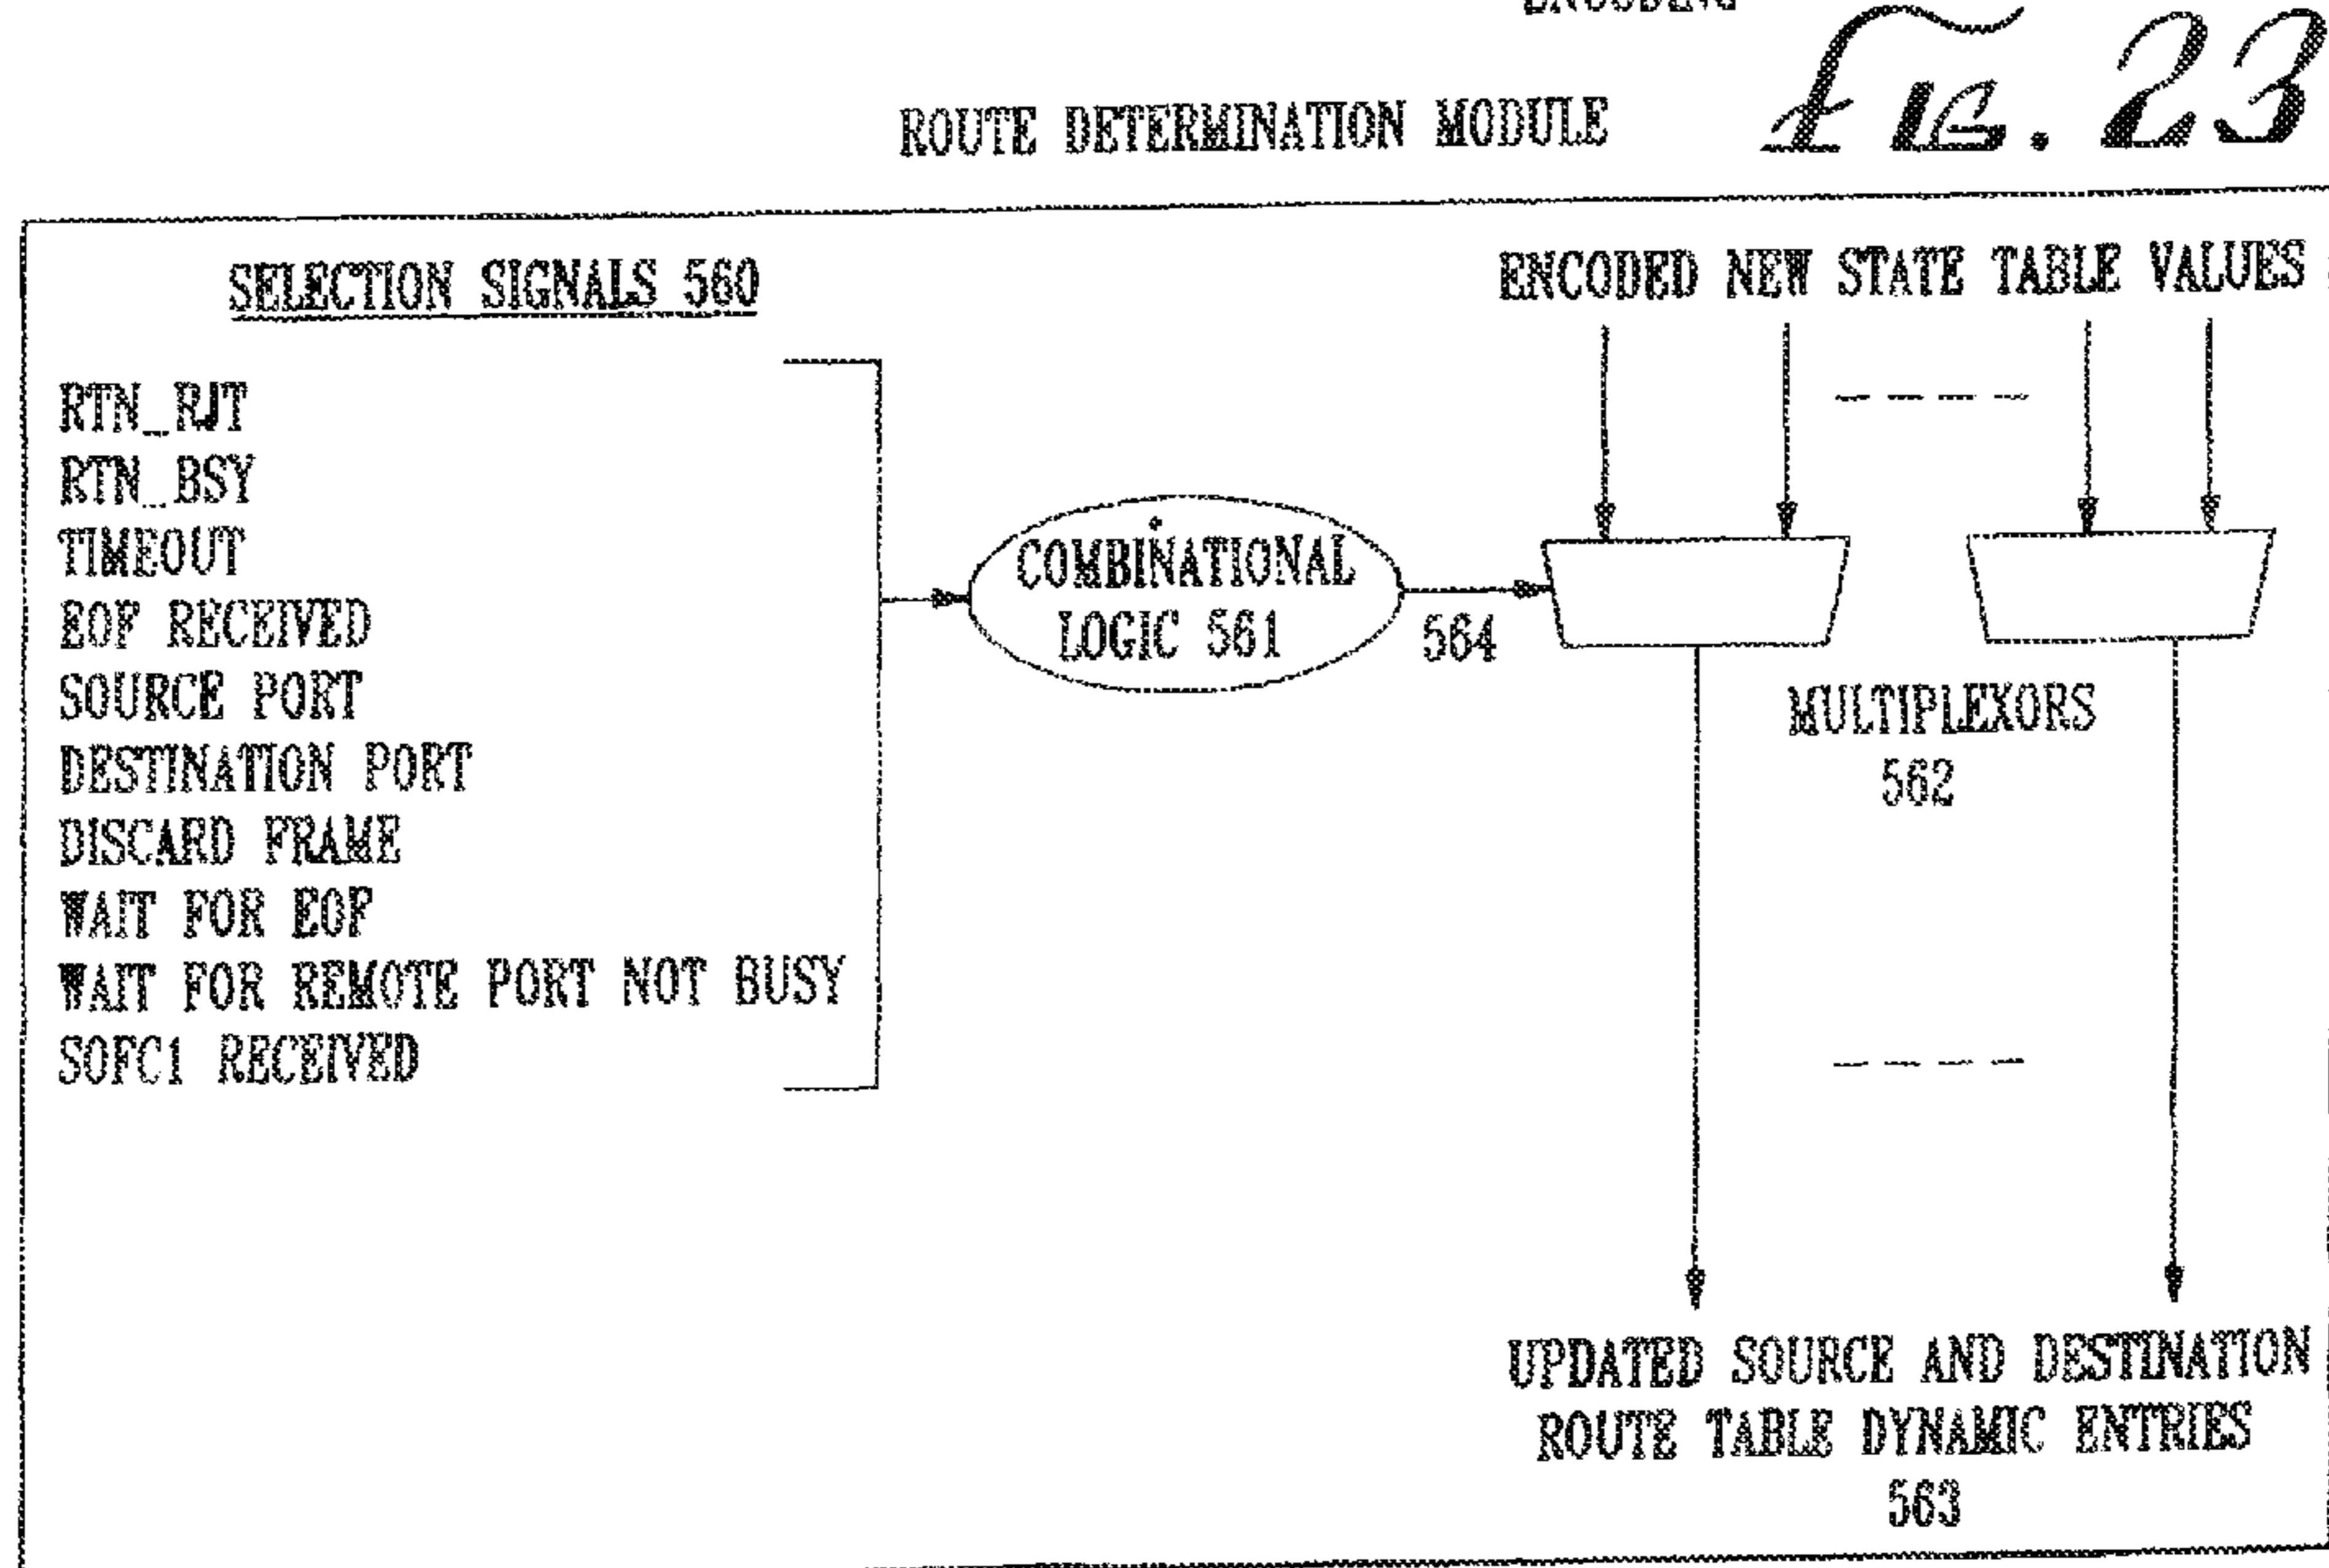 ENCODING
ROUTE DETERMINATION MODULE
FIG. 23
SELECTION SIGNALS 560
ENCODED NEW STATE TABLE VALUES
RTN_RJT
RTN_BSY
TIMEOUT
EOF RECEIVED
SOURCE PORT
DESTINATION PORT
DISCARD FRAME
WAIT FOR EOF
WAIT FOR REMOTE PORT NOT BUSY
SOFC1 RECEIVED
COMBINATIONAL
LOGIC 561
564
MULTIPLEXORS
562
UPDATED SOURCE AND DESTINATION
ROUTE TABLE DYNAMIC ENTRIES
563